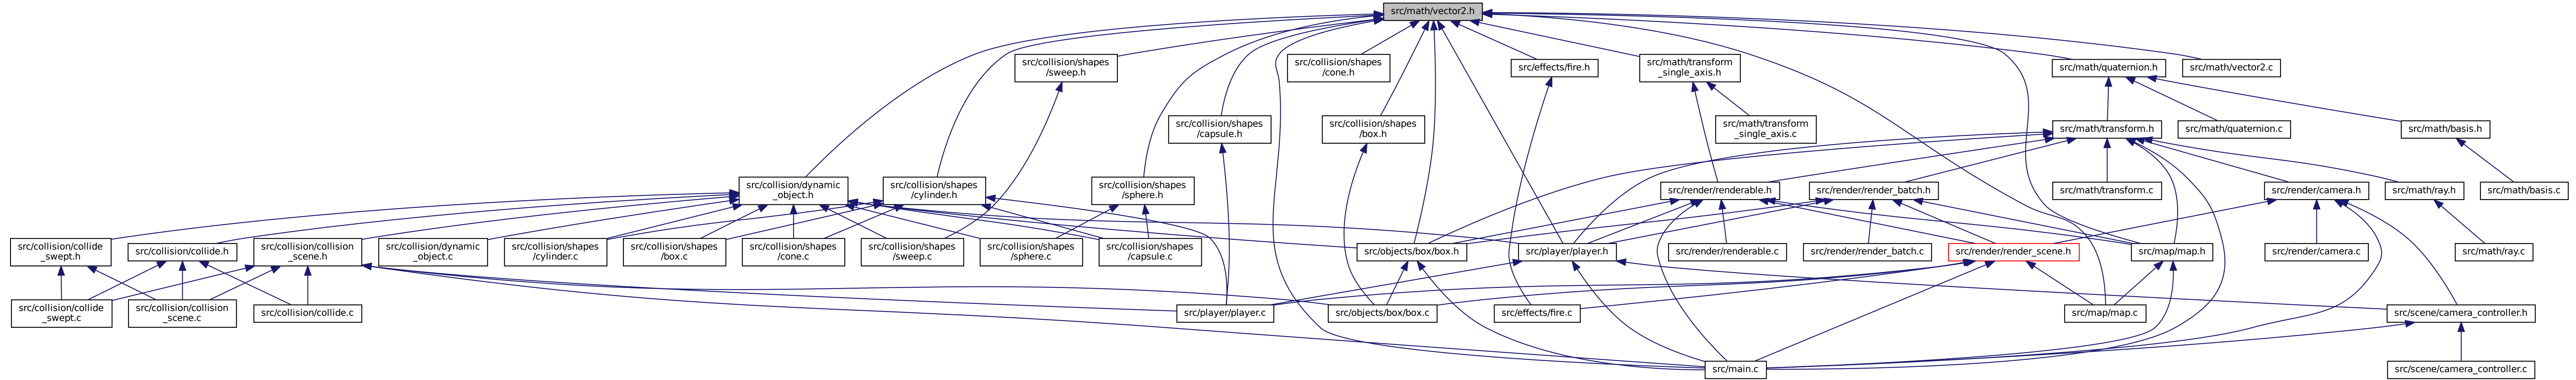 src/math/vector2.h
src/collision/shapes
/sweep.h
src/collision/shapes
/cone.h
src/effects/fire.h
src/math/transform
_single_axis.h
src/math/quaternion.h
src/math/vector2.c
src/collision/shapes
/capsule.h
src/collision/shapes
/box.h
src/math/transform
_single_axis.c
src/math/transform.h
src/math/quaternion.c
src/math/basis.h
src/collision/dynamic
_object.h
src/collision/shapes
/cylinder.h
src/collision/shapes
/sphere.h
src/render/renderable.h
src/render/render_batch.h
src/math/transform.c
src/render/camera.h
src/math/ray.h
src/math/basis.c
src/collision/collide
_swept.h
src/collision/collide.h
src/collision/collision
_scene.h
src/collision/dynamic
_object.c
src/collision/shapes
/cylinder.c
src/collision/shapes
/box.c
src/collision/shapes
/cone.c
src/collision/shapes
/sweep.c
src/collision/shapes
/sphere.c
src/collision/shapes
/capsule.c
src/objects/box/box.h
src/player/player.h
src/render/renderable.c
src/render/render_batch.c
src/render/render_scene.h
src/map/map.h
src/render/camera.c
src/math/ray.c
src/collision/collide
_swept.c
src/collision/collision
_scene.c
src/collision/collide.c
src/player/player.c
src/objects/box/box.c
src/effects/fire.c
src/map/map.c
src/scene/camera_controller.h
src/main.c
src/scene/camera_controller.c